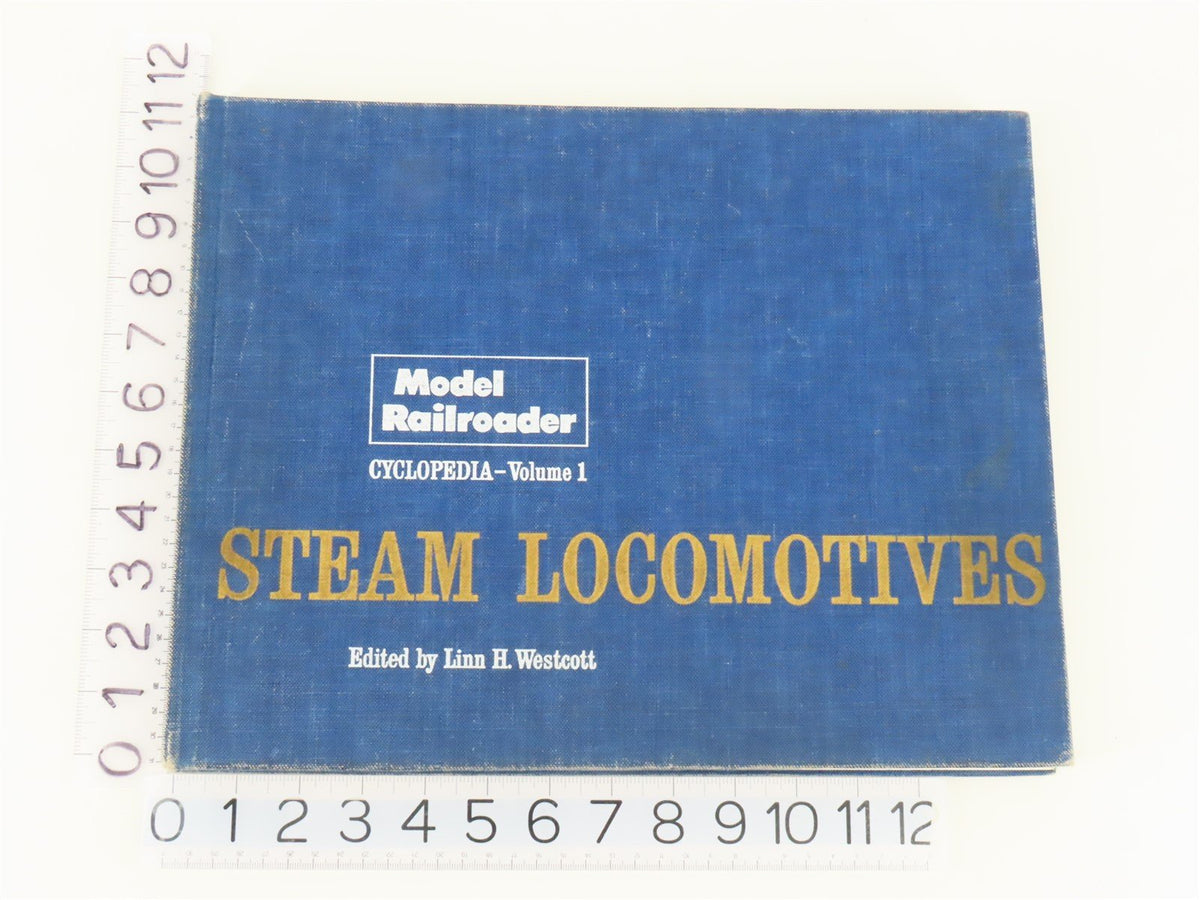 Model
Railroader
CYCLOPEDIA–Volume 1
STEAM LOCOMOTIVES
Edited by Linn H. Westcott
12
11
10
9
8
7
6
5
4
3
2
1
0
0 1 2 3 4 5 6 7 8 9 10 11 12